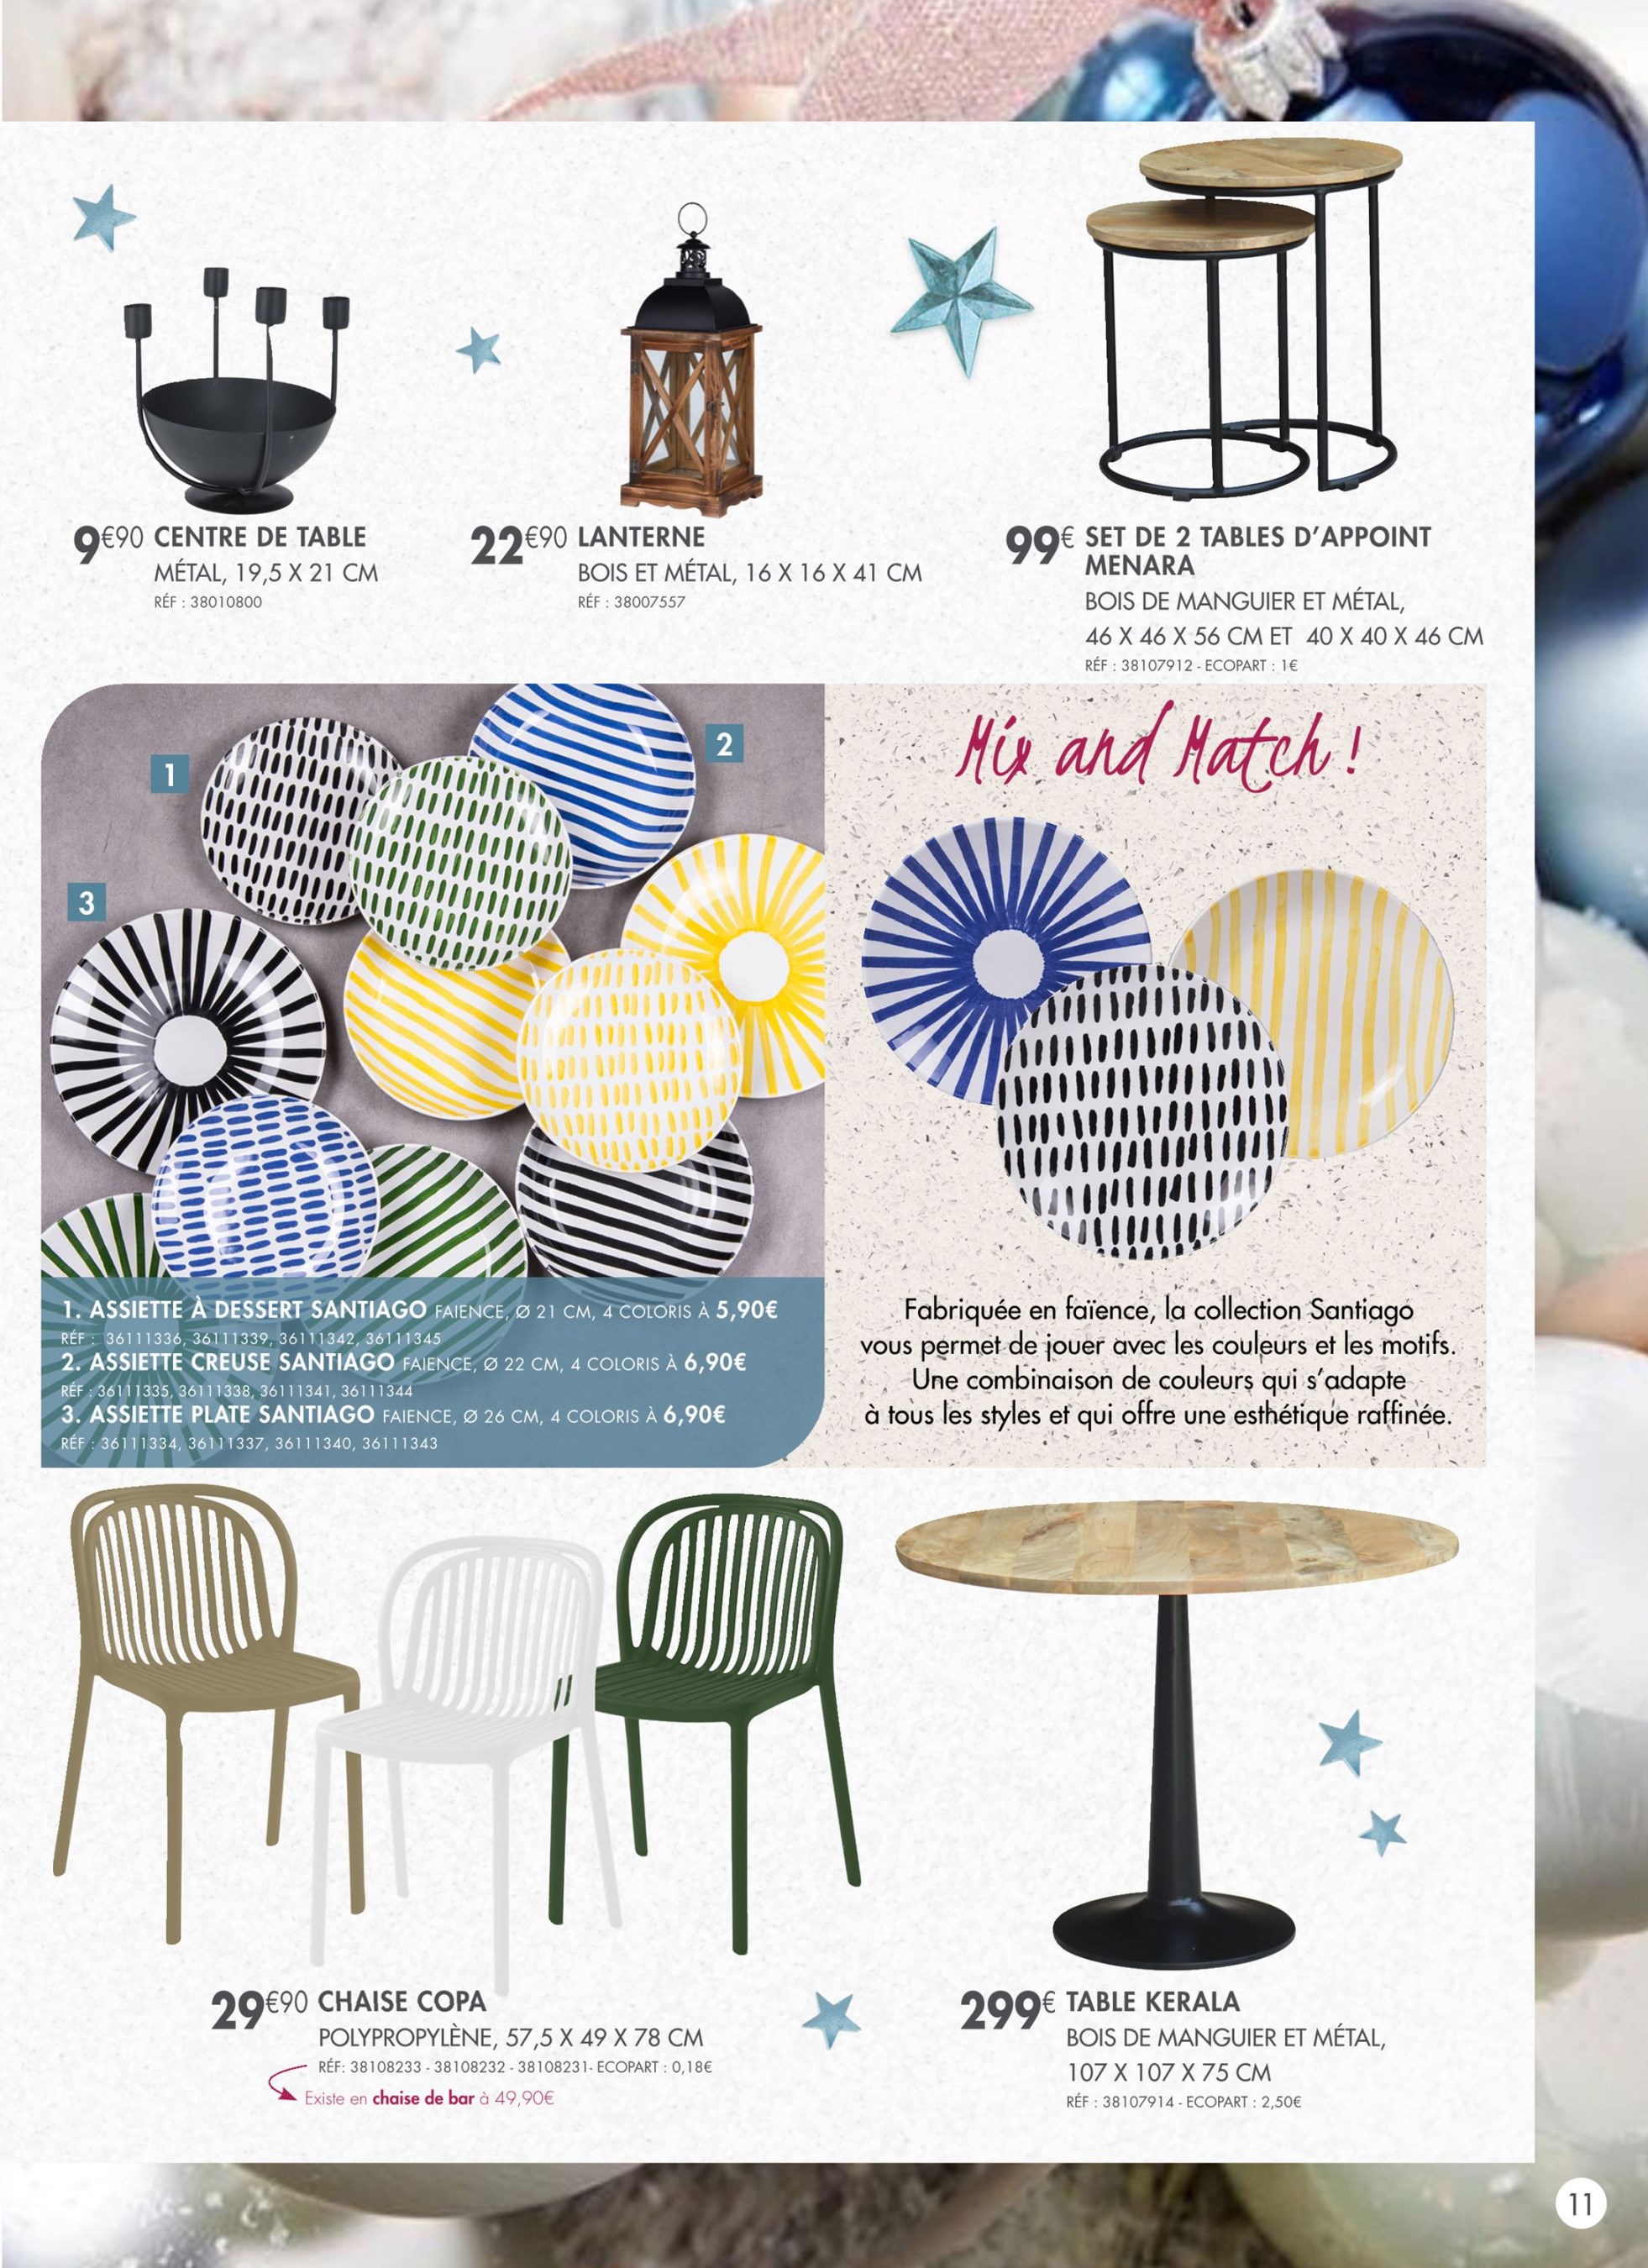 9€90 CENTRE DE TABLE
MÉTAL, 19,5 X 21 CM
RÉF : 38010800
22€90 LANTERNE
BOIS ET MÉTAL, 16 X 16 X 41 CM
RÉF : 38007557
99€ SET DE 2 TABLES D'APPOINT
MENARA
BOIS DE MANGUIER ET MÉTAL,
46 X 46 X 56 CM ET 40 X 40 X 46 CM
RÉF : 38107912 - ECOPART : 1€
1
2
3
1. ASSIETTE À DESSERT SANTIAGO FAIENCE, Ø 21 CM, 4 COLORIS À 5,90€
RÉF : 36111336, 36111339, 36111342, 36111345
2. ASSIETTE CREUSE SANTIAGO FAIENCE, Ø 22 CM, 4 COLORIS À 6,90€
RÉF : 36111335, 36111338, 36111341, 36111344
3. ASSIETTE PLATE SANTIAGO FAIENCE, Ø 26 CM, 4 COLORIS À 6,90€
RÉF : 36111334, 36111337, 36111340, 36111343
Mix and Match !
Fabriquée en faïence, la collection Santiago
vous permet de jouer avec les couleurs et les motifs.
Une combinaison de couleurs qui s'adapte
à tous les styles et qui offre une esthétique raffinée.
29€90 CHAISE COPA
POLYPROPYLÈNE, 57,5 X 49 X 78 CM
RÉF: 38108233 - 38108232 - 38108231- ECOPART : 0,18€
Existe en chaise de bar à 49,90€
299€ TABLE KERALA
BOIS DE MANGUIER ET MÉTAL,
107 X 107 X 75 CM
RÉF : 38107914 - ECOPART : 2,50€
11